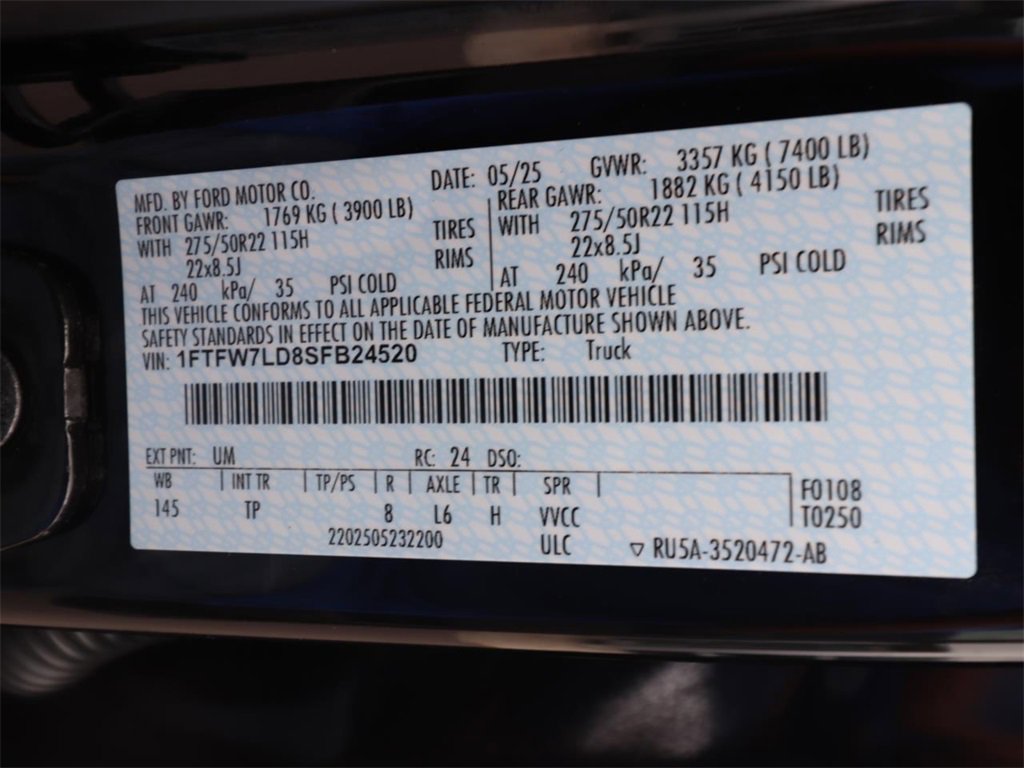 MFD. BY FORD MOTOR CO. DATE: 05/25 GVWR: 3357 KG ( 7400 LB)
FRONT GAWR: 1769 KG ( 3900 LB) REAR GAWR: 1882 KG ( 4150 LB)
WITH 275/50R22 115H TIRES WITH 275/50R22 115H TIRES
22x8.5J RIMS 22x8.5J RIMS
AT 240 kPa/ 35 PSI COLD AT 240 kPa/ 35 PSI COLD
THIS VEHICLE CONFORMS TO ALL APPLICABLE FEDERAL MOTOR VEHICLE
SAFETY STANDARDS IN EFFECT ON THE DATE OF MANUFACTURE SHOWN ABOVE.
VIN: 1FTFW7LD8SFB24520 TYPE: Truck
EXT PNT: UM RC: 24 DSO:
WB INT TR TP/PS R AXLE TR SPR F0108
145 TP 8 L6 H VVCC T0250
2202505232200 ULC ▽ RU5A-3520472-AB